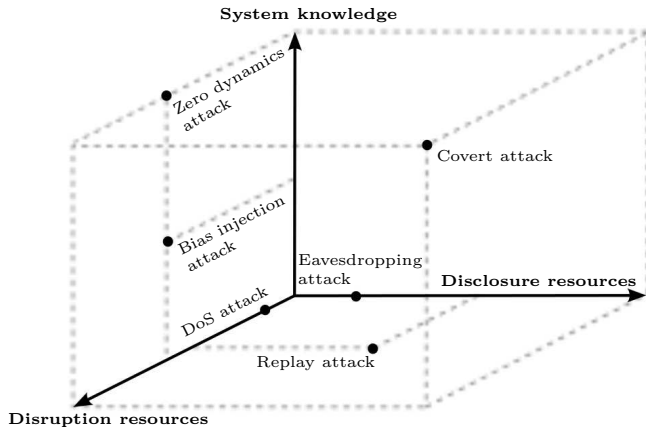 System knowledge
Zero dynamics
attack
Covert attack
Bias injection
attack
Eavesdropping
attack
Disclosure resources
DoS attack
Replay attack
Disruption resources